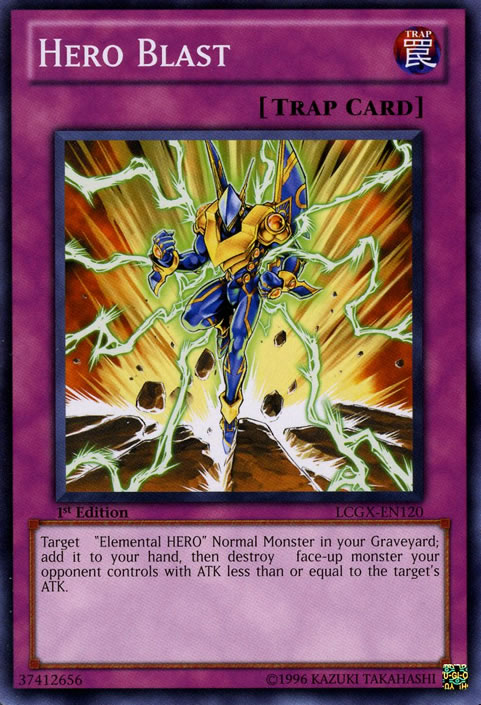 HERO BLAST
TRAP
罠
[TRAP CARD]
1st Edition
LCGX-EN120
Target "Elemental HERO" Normal Monster in your Graveyard;
add it to your hand, then destroy face-up monster your
opponent controls with ATK less than or equal to the target's
ATK.
37412656
©1996 KAZUKI TAKAHASHI